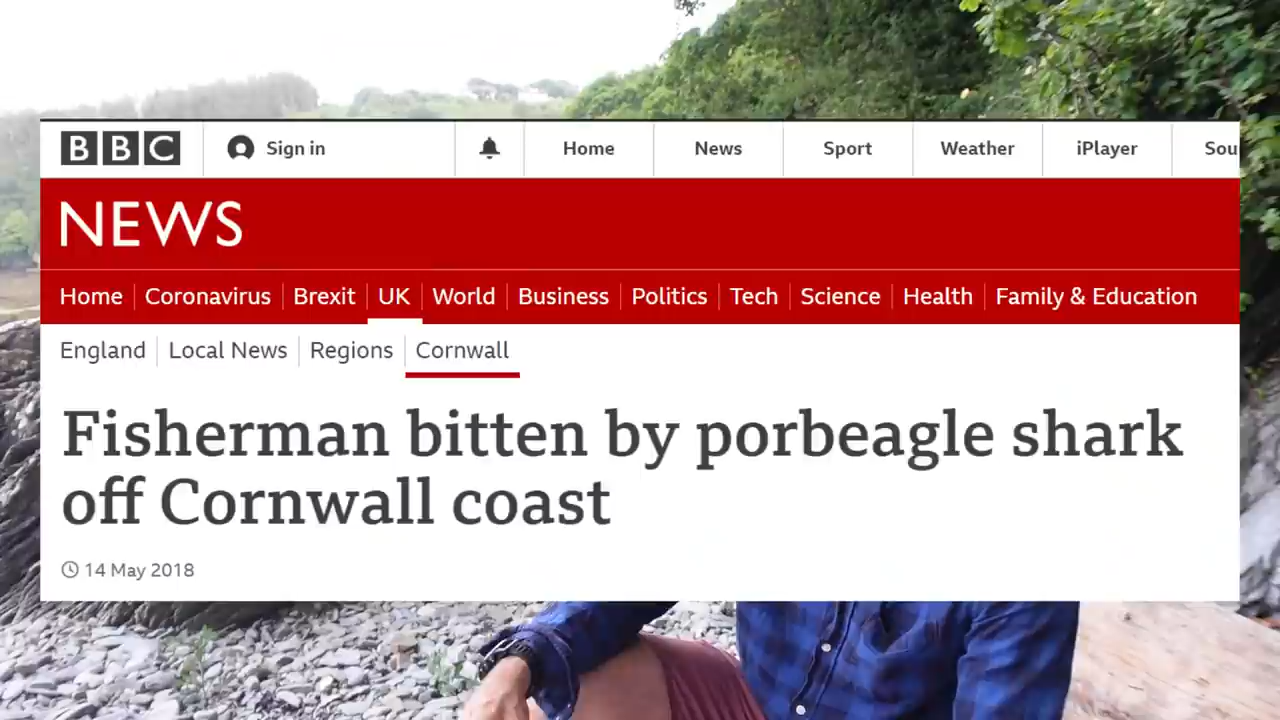 BBC Sign in Home News Sport Weather iPlayer Sou
NEWS
Home Coronavirus Brexit UK World Business Politics Tech Science Health Family & Education
England Local News Regions Cornwall
Fisherman bitten by porbeagle shark
off Cornwall coast
14 May 2018